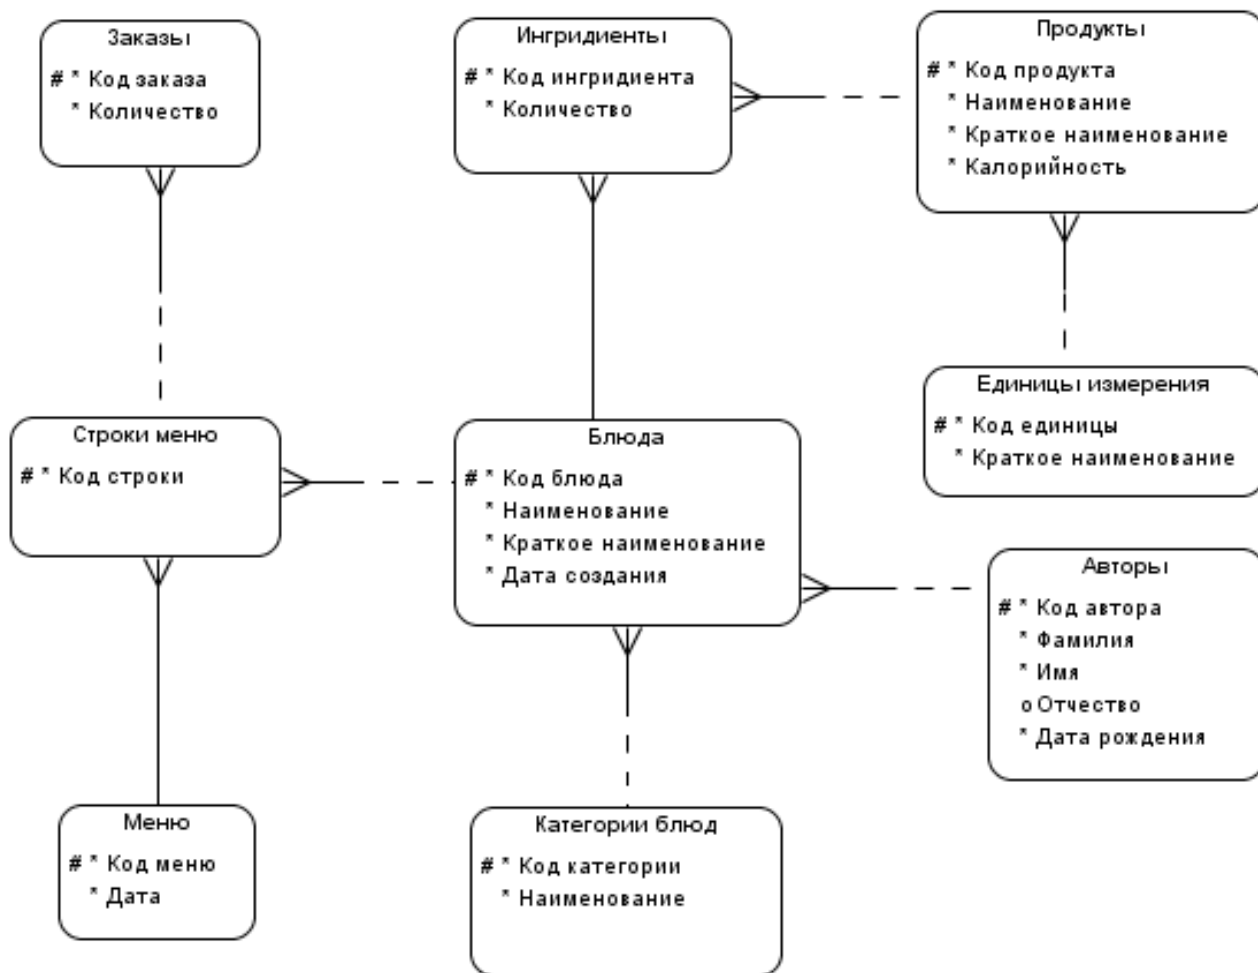 Заказы
# * Код заказа
* Количество
Ингридиенты
# * Код ингридиента
* Количество
Продукты
# * Код продукта
* Наименование
* Краткое наименование
* Калорийность
Строки меню
# * Код строки
Блюда
# * Код блюда
* Наименование
* Краткое наименование
* Дата создания
Единицы измерения
# * Код единицы
* Краткое наименование
Авторы
# * Код автора
* Фамилия
* Имя
o Отчество
* Дата рождения
Меню
# * Код меню
* Дата
Категории блюд
# * Код категории
* Наименование